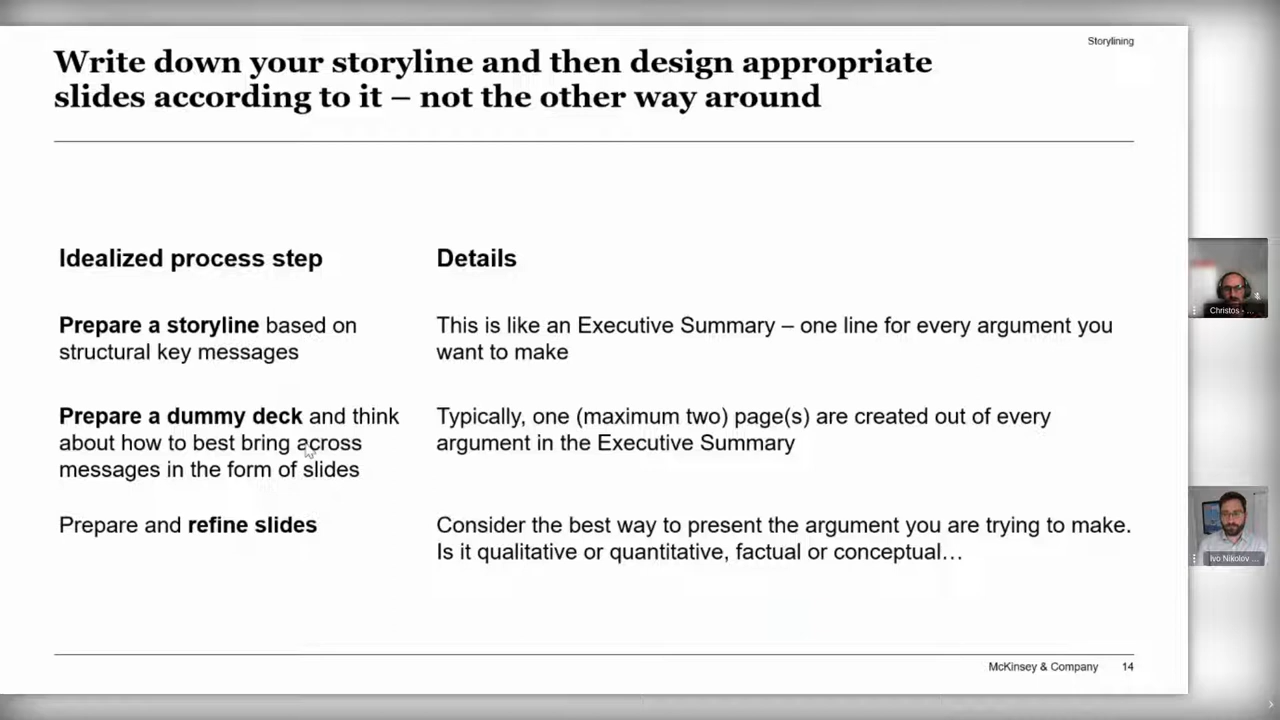 Storylining
Write down your storyline and then design appropriate
slides according to it – not the other way around
Idealized process step
Details
Prepare a storyline based on
structural key messages
This is like an Executive Summary – one line for every argument you
want to make
Prepare a dummy deck and think
about how to best bring across
messages in the form of slides
Typically, one (maximum two) page(s) are created out of every
argument in the Executive Summary
Prepare and refine slides
Consider the best way to present the argument you are trying to make.
Is it qualitative or quantitative, factual or conceptual…
McKinsey & Company 14
Christos - ...
Ivo Nikolov ...